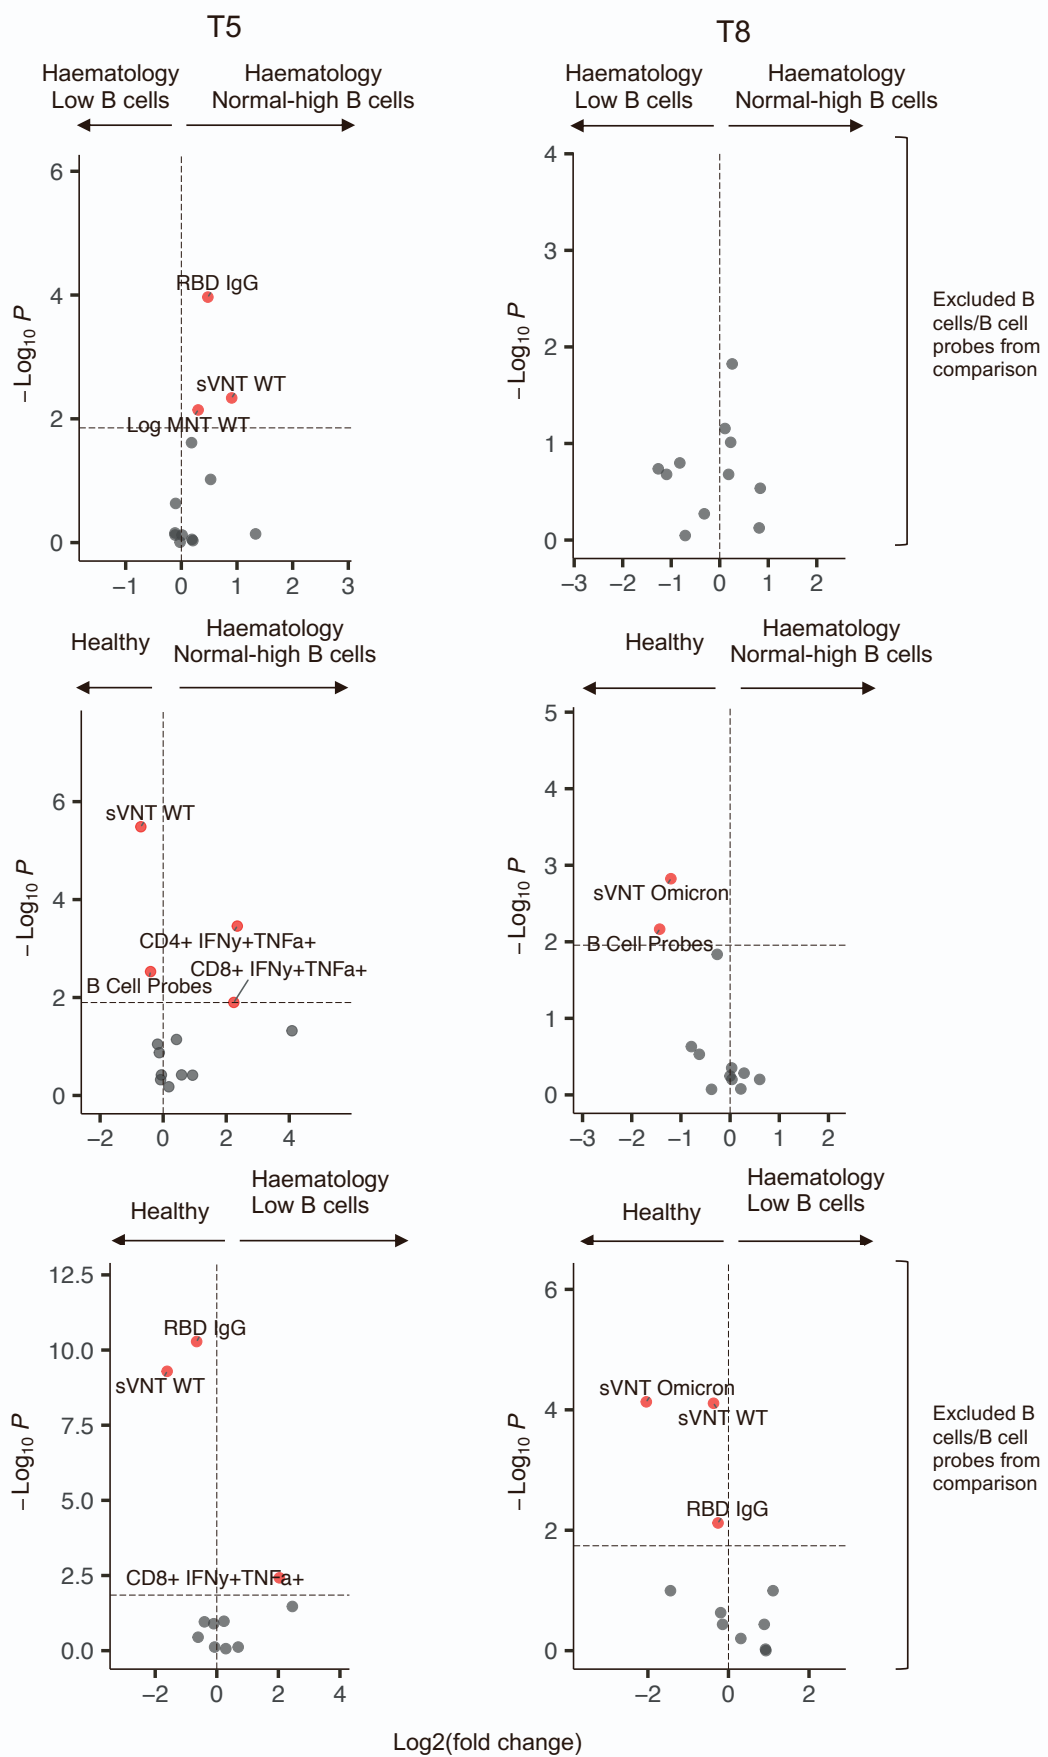 T5
T8
Haematology
Low B cells
Haematology
Normal-high B cells
Haematology
Low B cells
Haematology
Normal-high B cells
6
4
2
0
−Log10 P
RBD IgG
sVNT WT
Log MNT WT
−1 0 1 2 3
4
3
2
1
0
−Log10 P
−3 −2 −1 0 1 2
Excluded B
cells/B cell
probes from
comparison
Healthy
Haematology
Normal-high B cells
Healthy
Haematology
Normal-high B cells
6
4
2
0
−Log10 P
sVNT WT
CD4+ IFNy+TNFa+
CD8+ IFNy+TNFa+
B Cell Probes
−2 0 2 4
5
4
3
2
1
0
−Log10 P
sVNT Omicron
B Cell Probes
−3 −2 −1 0 1 2
Healthy
Haematology
Low B cells
Healthy
Haematology
Low B cells
12.5
10.0
7.5
5.0
2.5
0.0
−Log10 P
RBD IgG
sVNT WT
CD8+ IFNy+TNFa+
−2 0 2 4
6
4
2
0
−Log10 P
sVNT Omicron
sVNT WT
RBD IgG
−2 0 2
Excluded B
cells/B cell
probes from
comparison
Log2(fold change)